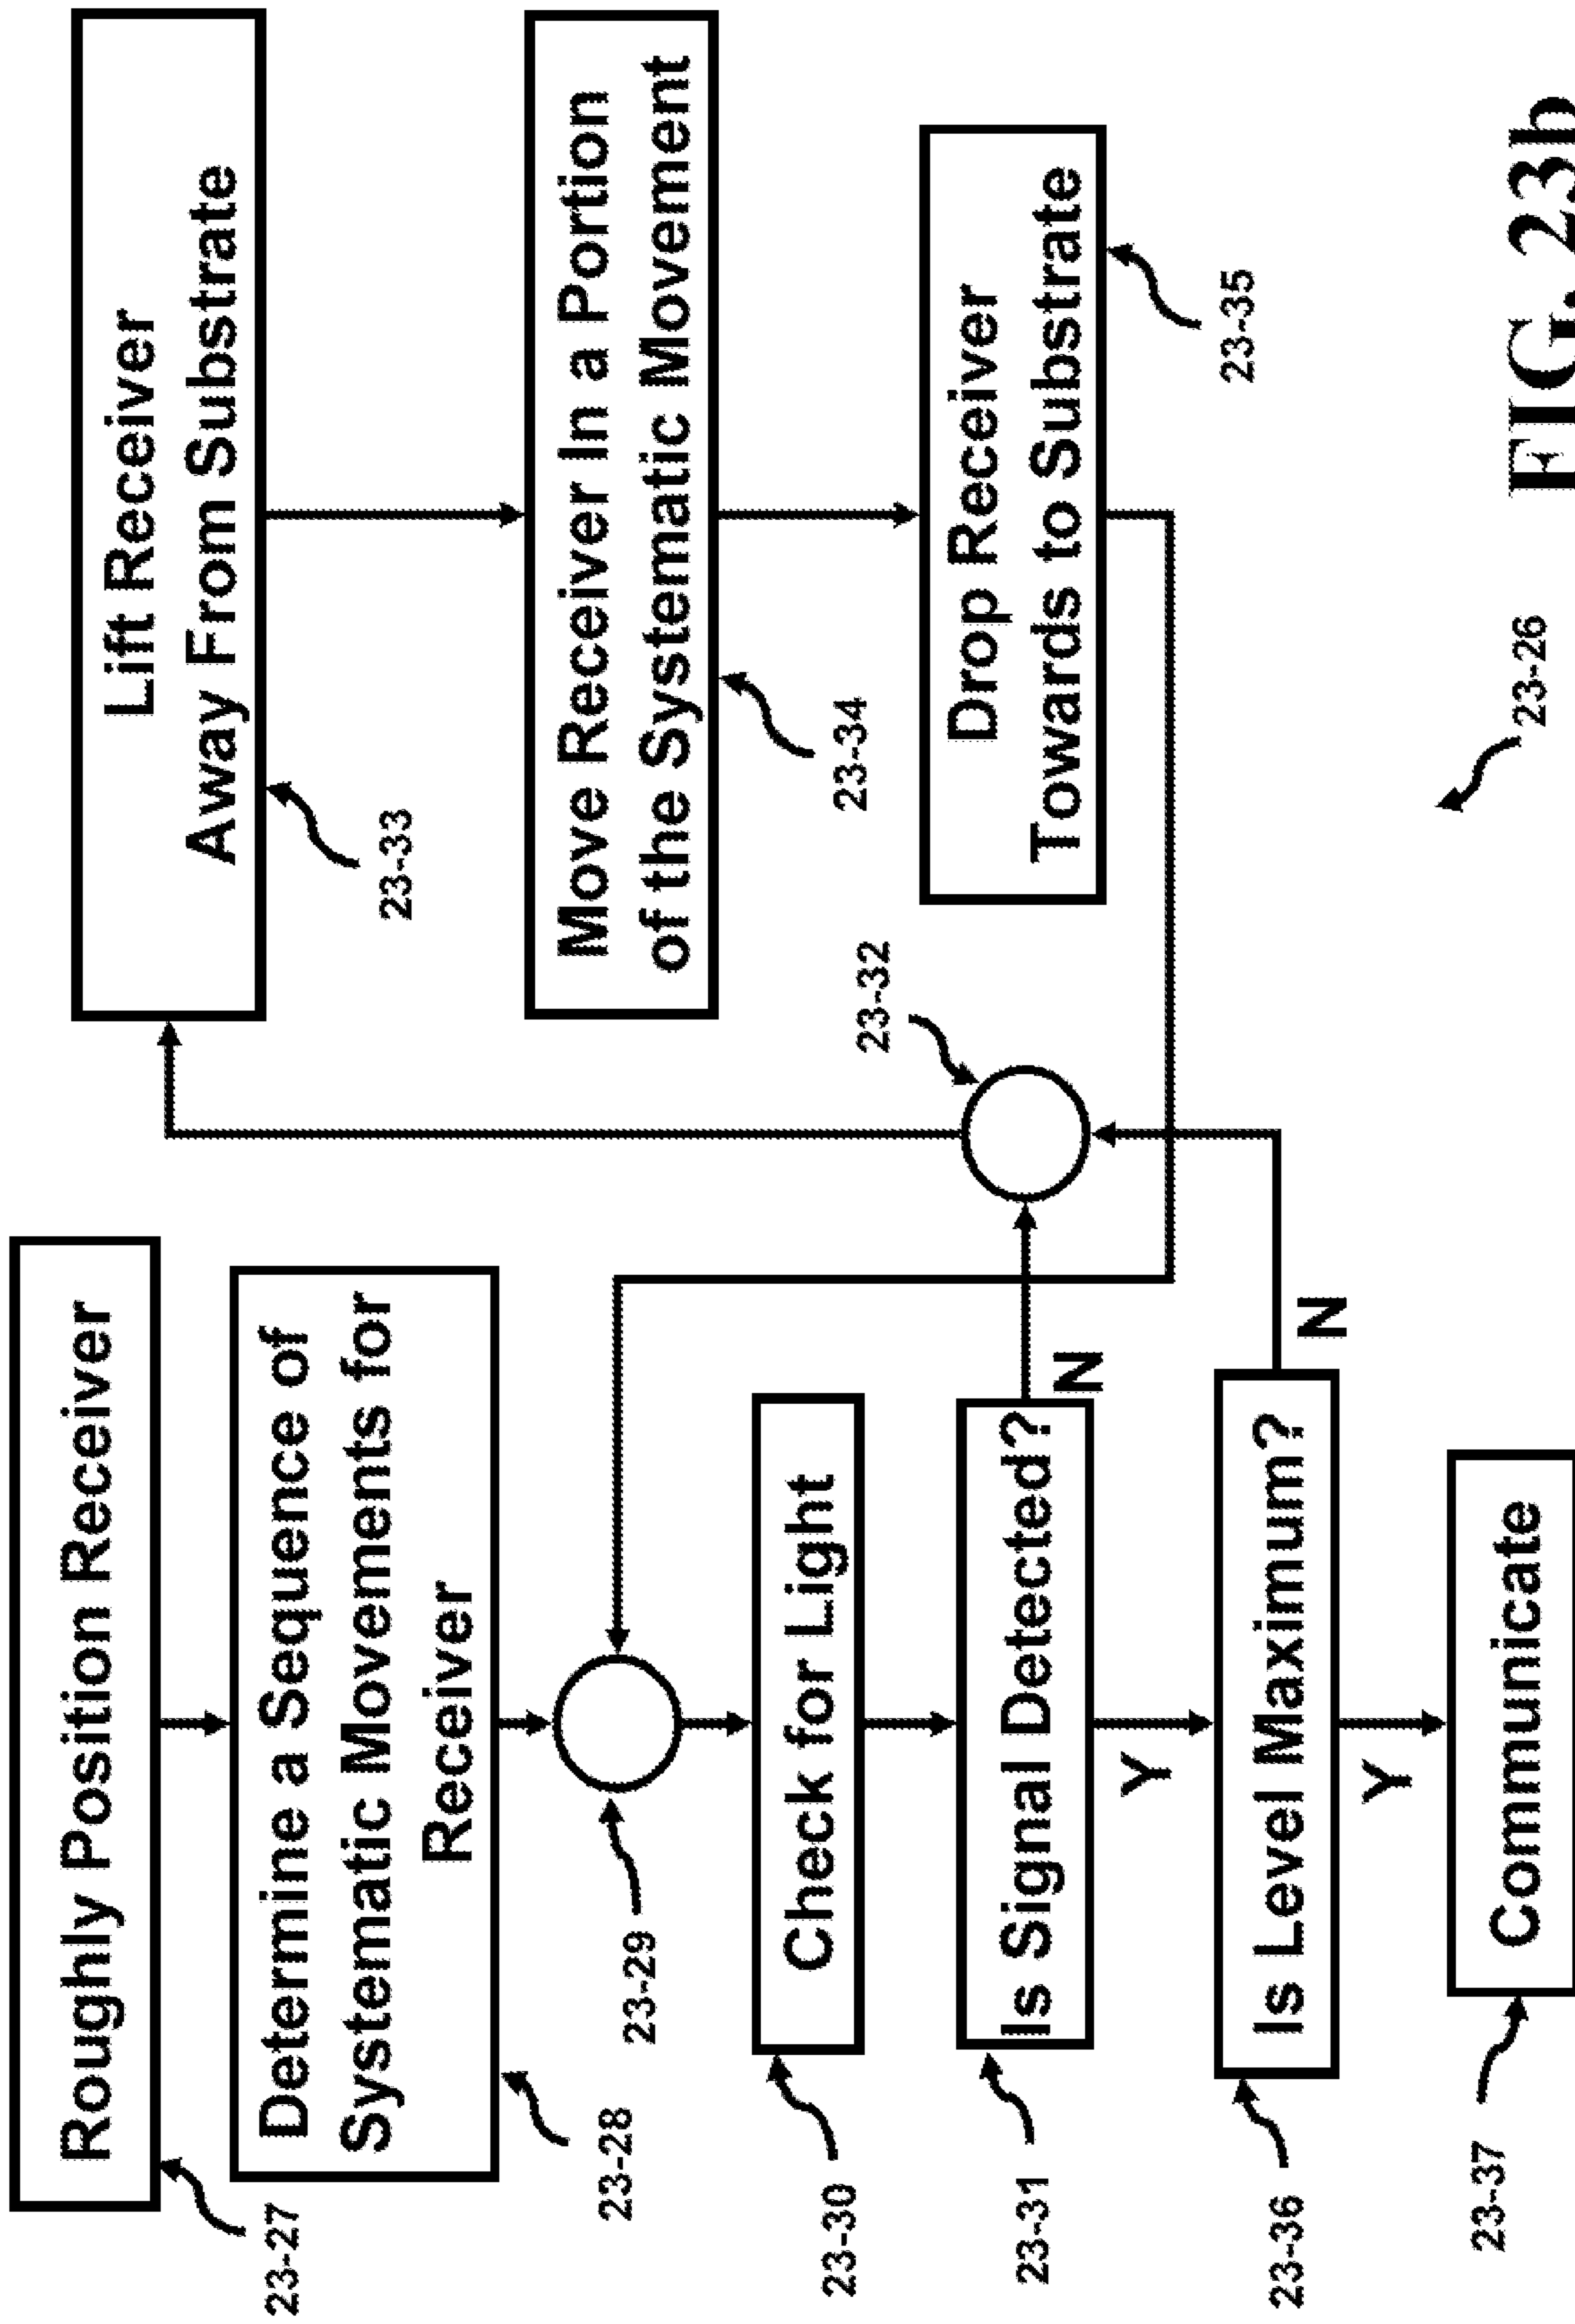 Roughly Position Receiver
23-27
Determine a Sequence of
Systematic Movements for
Receiver
23-28
23-29
Check for Light
23-30
Is Signal Detected?
23-31
N
Y
Is Level Maximum?
23-36
N
Y
Communicate
23-37
23-32
Lift Receiver
Away From Substrate
23-33
Move Receiver In a Portion
of the Systematic Movement
23-34
Drop Receiver
Towards to Substrate
23-35
23-26
FIG. 23b